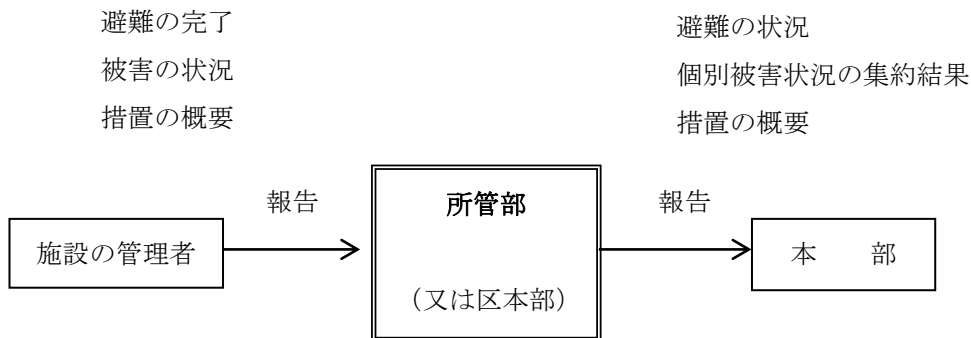 避難の完了
被害の状況
措置の概要
避難の状況
個別被害状況の集約結果
措置の概要
施設の管理者
報告
所管部
（又は区本部）
報告
本　　部